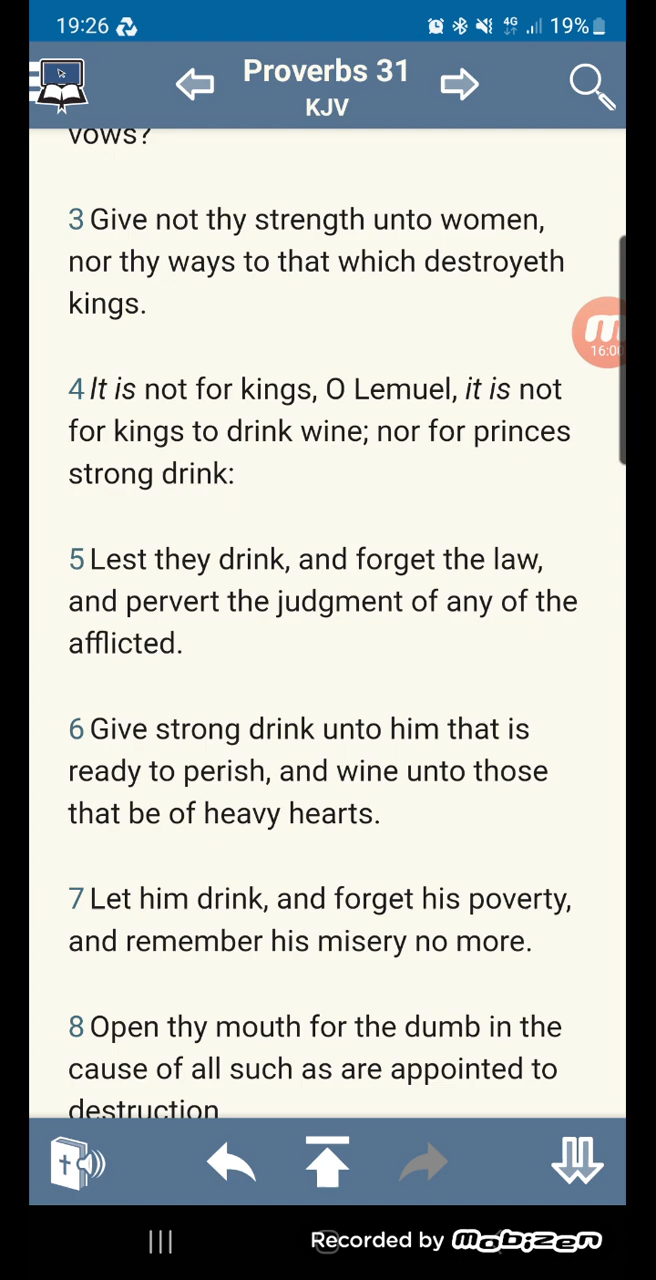 19:26 4G 19%
Proverbs 31
KJV
vows?
3 Give not thy strength unto women,
nor thy ways to that which destroyeth
kings.
16:00
4 It is not for kings, O Lemuel, it is not
for kings to drink wine; nor for princes
strong drink:
5 Lest they drink, and forget the law,
and pervert the judgment of any of the
afflicted.
6 Give strong drink unto him that is
ready to perish, and wine unto those
that be of heavy hearts.
7 Let him drink, and forget his poverty,
and remember his misery no more.
8 Open thy mouth for the dumb in the
cause of all such as are appointed to
destruction
Recorded by mobizen